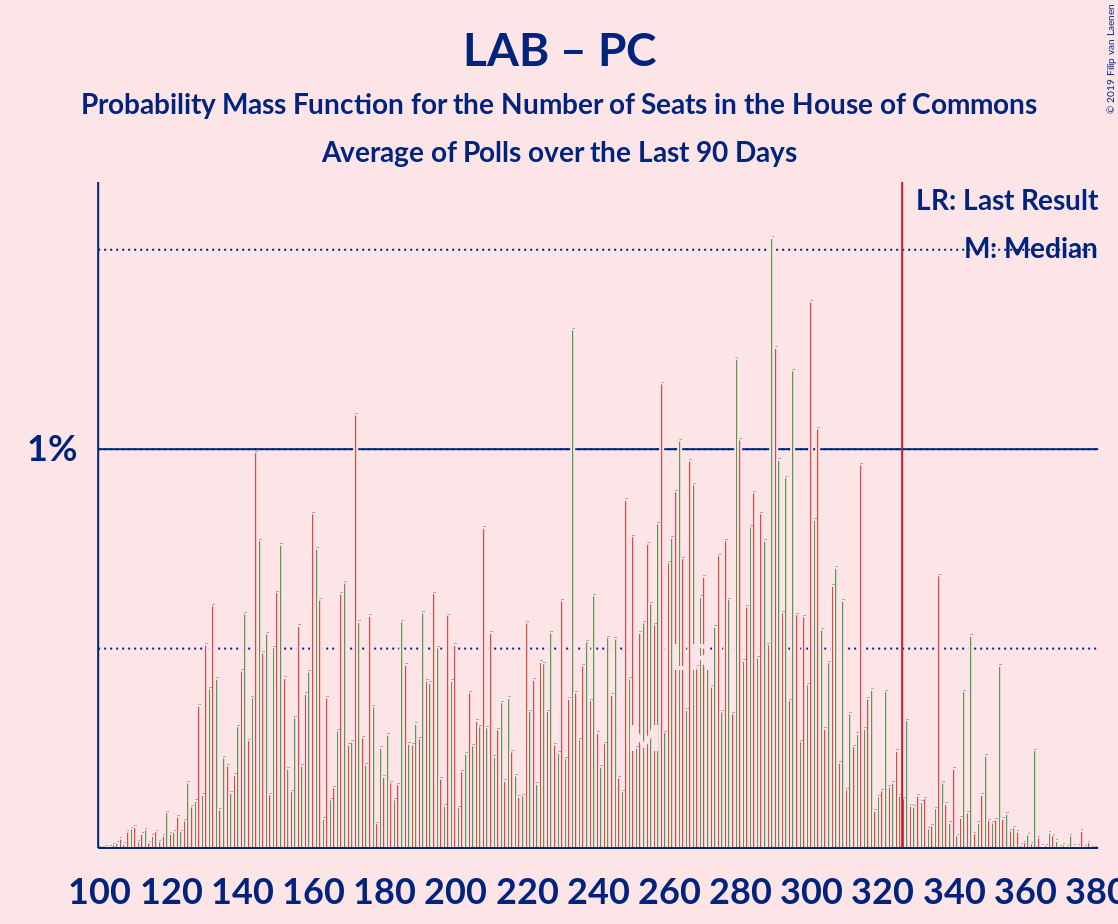 LAB – PC
Probability Mass Function for the Number of Seats in the House of Commons
Average of Polls over the Last 90 Days
© 2019 Filip van Laenen
LR: Last Result
M: Median
1%
LR
M
100 120 140 160 180 200 220 240 260 280 300 320 340 360 380